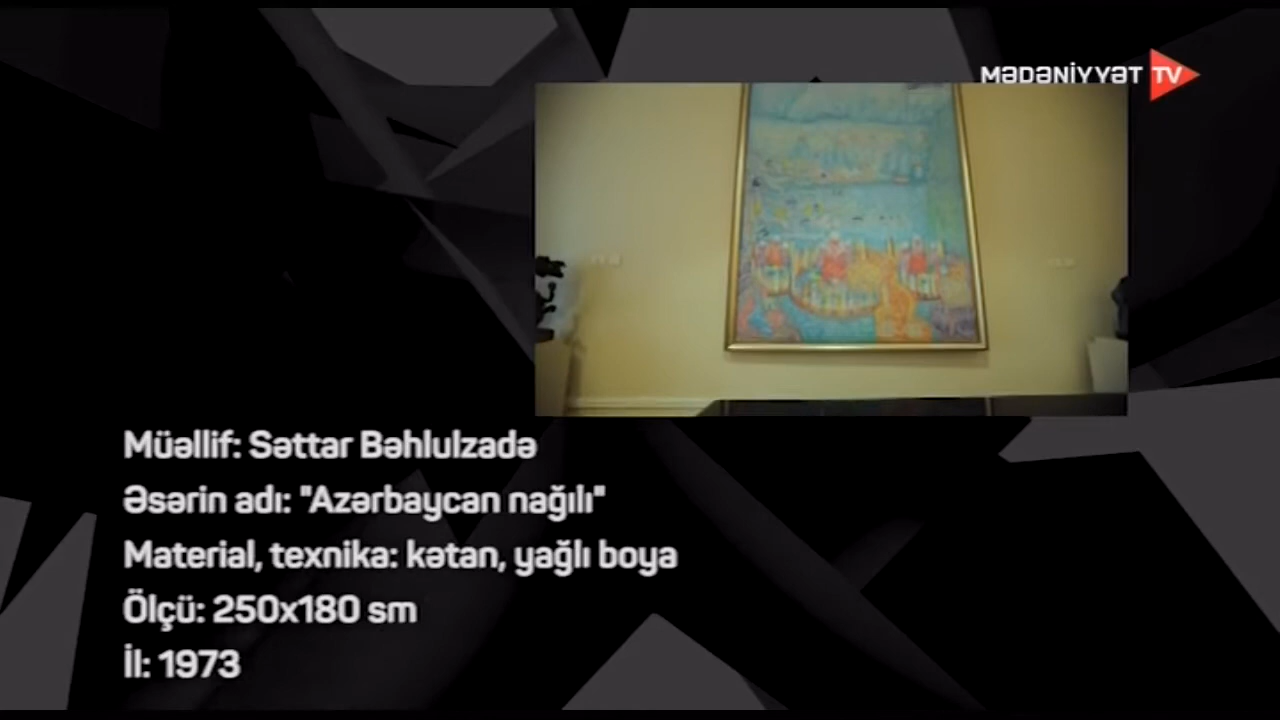 MƏDƏNİYYƏT TV
Müəllif: Səttar Bəhlulzadə
Əsərin adı: "Azərbaycan nağılı"
Material, texnika: kətan, yağlı boya
Ölçü: 250x180 sm
İl: 1973